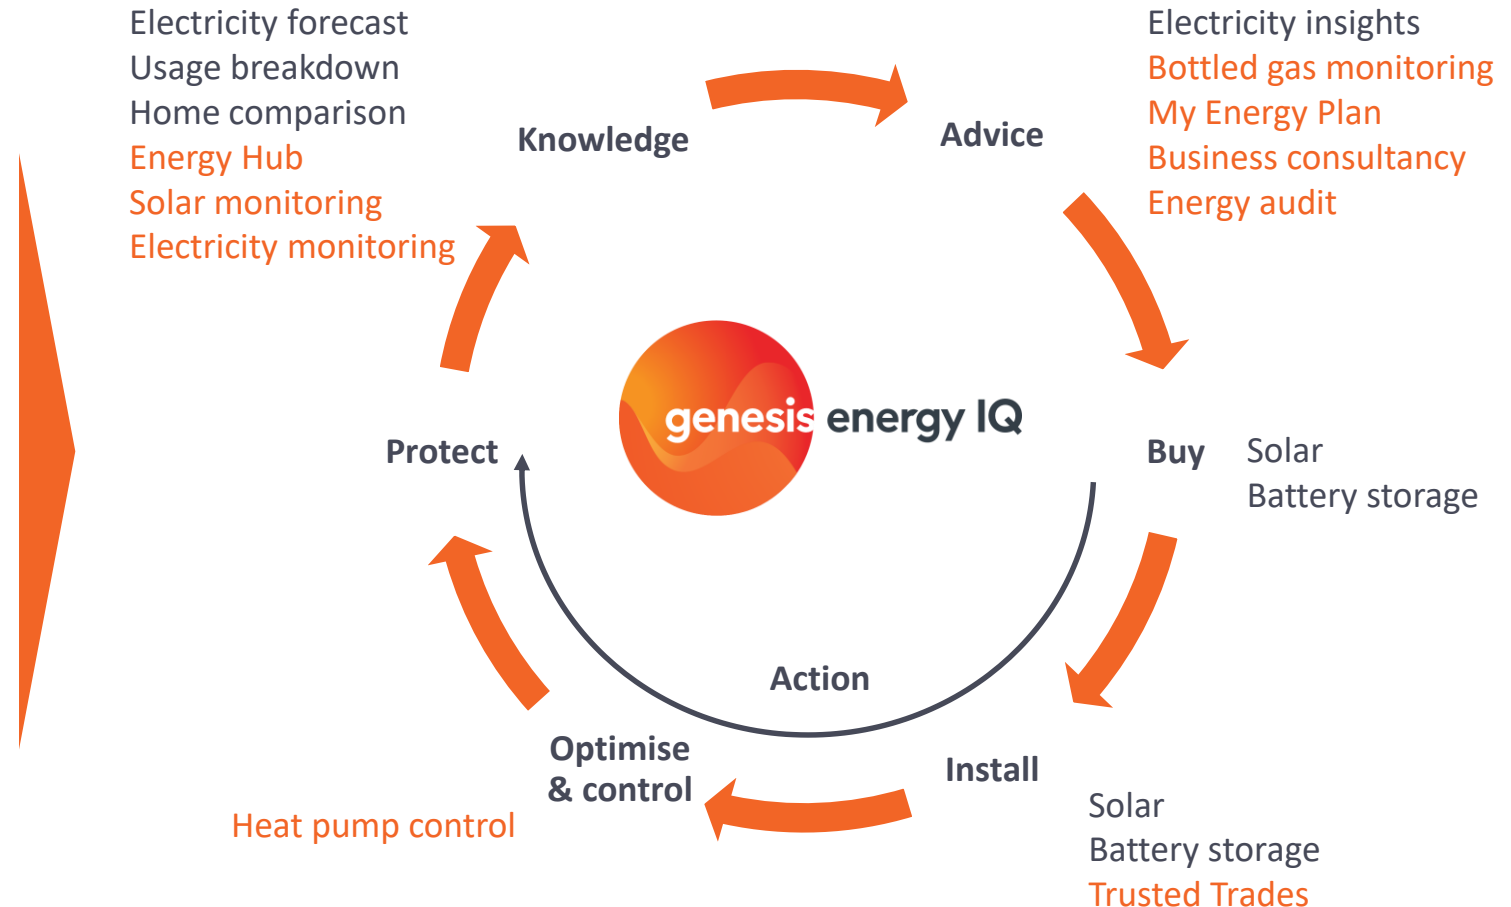 Electricity forecast
Usage breakdown
Home comparison
Energy Hub
Solar monitoring
Electricity monitoring
Knowledge
Advice
Electricity insights
Bottled gas monitoring
My Energy Plan
Business consultancy
Energy audit
genesis energy IQ
Protect
Buy
Solar
Battery storage
Action
Optimise
& control
Install
Heat pump control
Solar
Battery storage
Trusted Trades